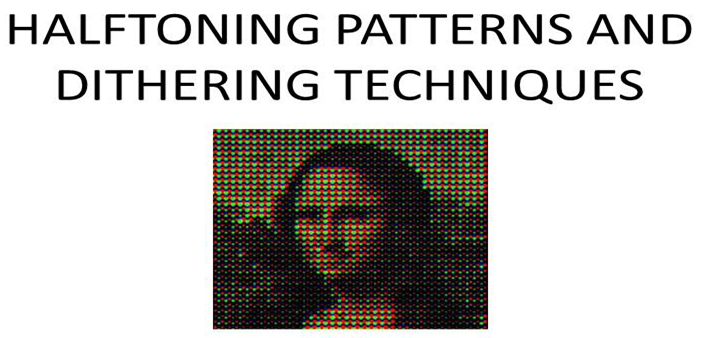 HALFTONING PATTERNS AND
DITHERING TECHNIQUES